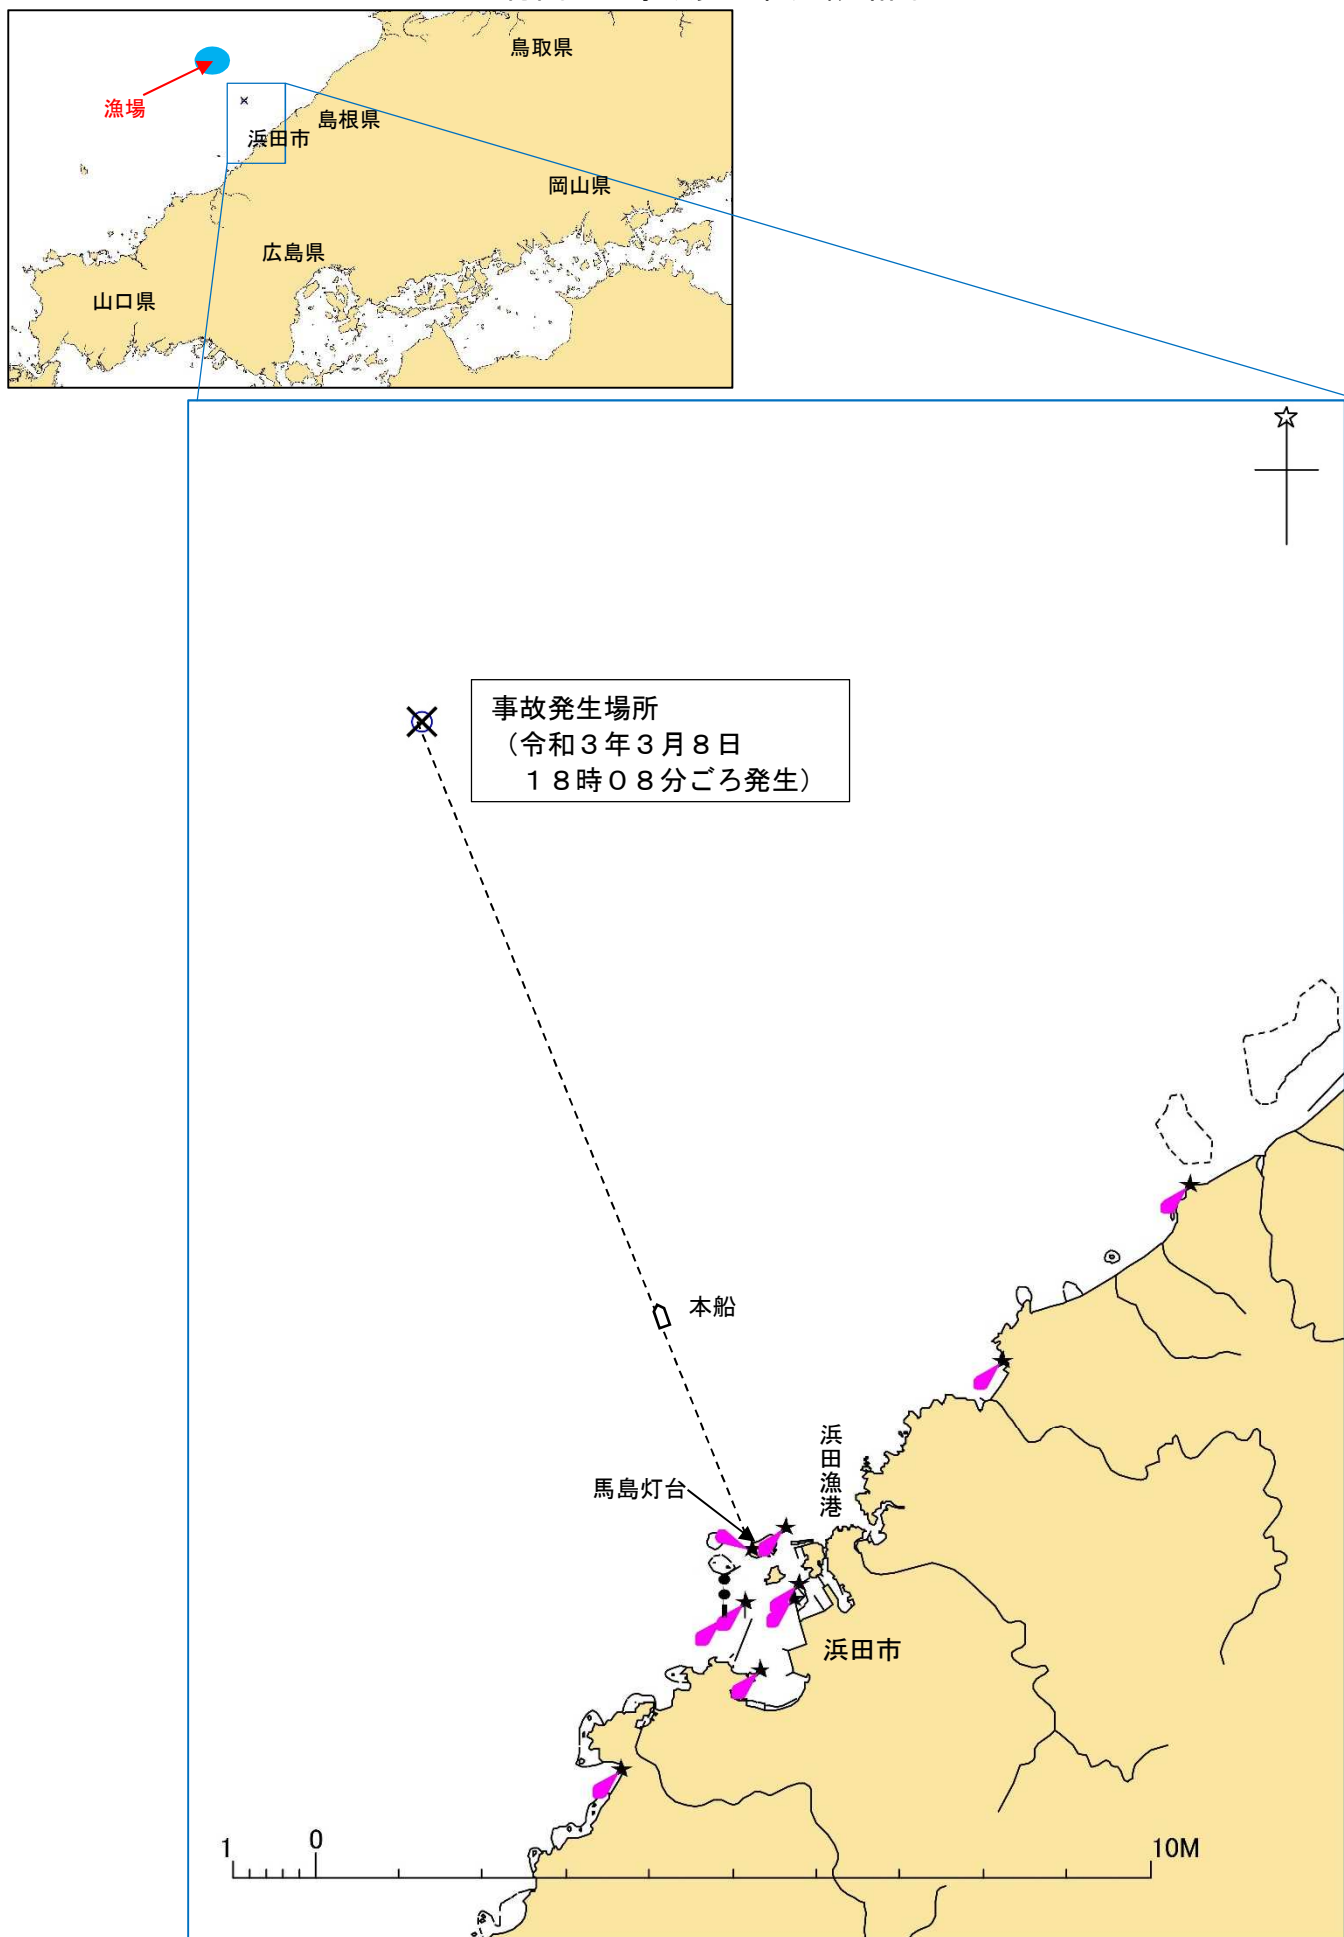 鳥取県
漁場
島根県
浜田市
岡山県
広島県
山口県
事故発生場所
（令和３年３月８日
１８時０８分ごろ発生）
本船
浜田漁港
馬島灯台
浜田市
1 0 10M